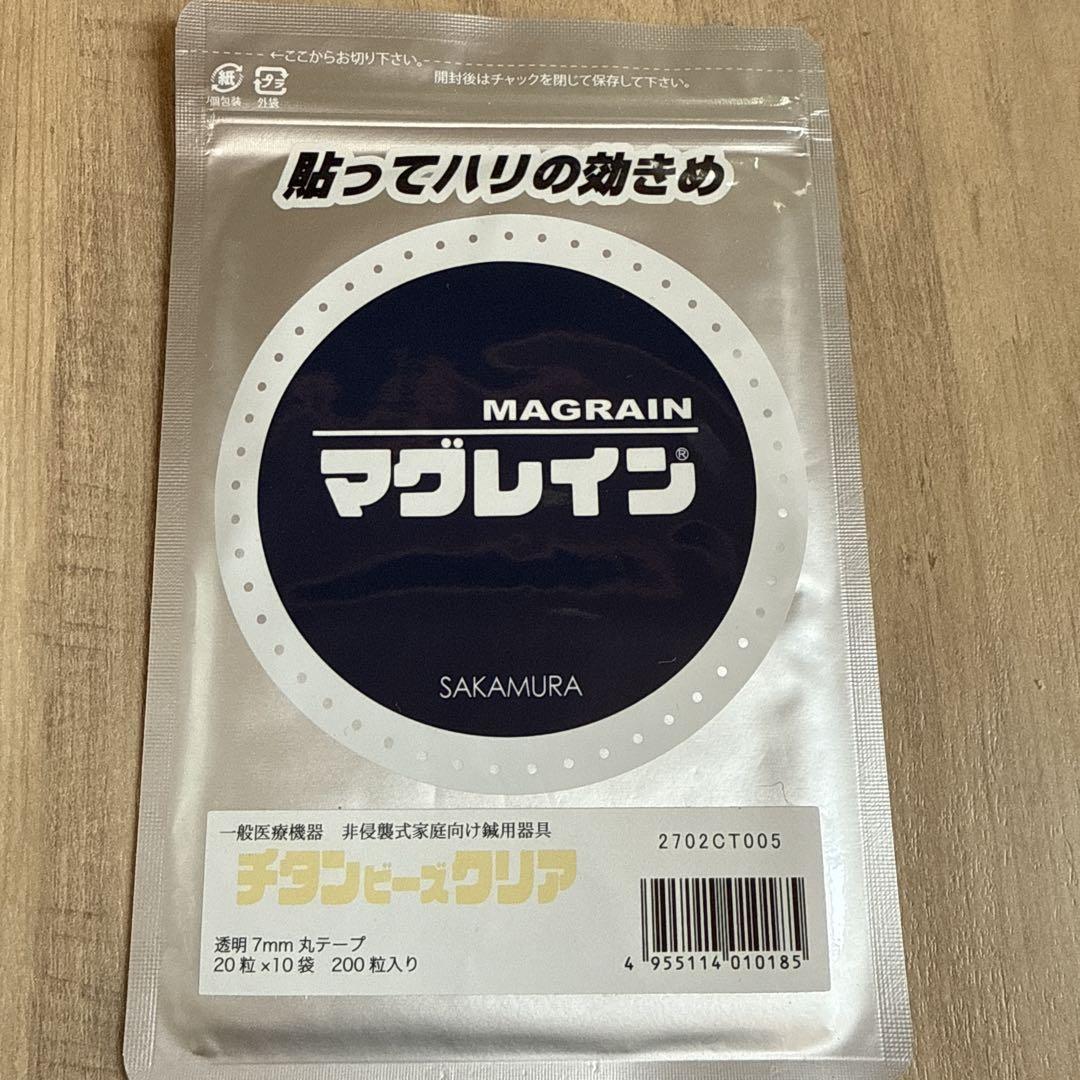 ←ここからお切り下さい。
開封後はチャックを閉じて保存して下さい。
紙 プラ
個包装 外袋
貼ってハリの効きめ
MAGRAIN
マグレイン®
SAKAMURA
一般医療機器 非侵襲式家庭向け鍼用器具
2702CT005
チタンビーズクリア
透明7mm丸テープ
20粒×10袋 200粒入り
4 955114 010185